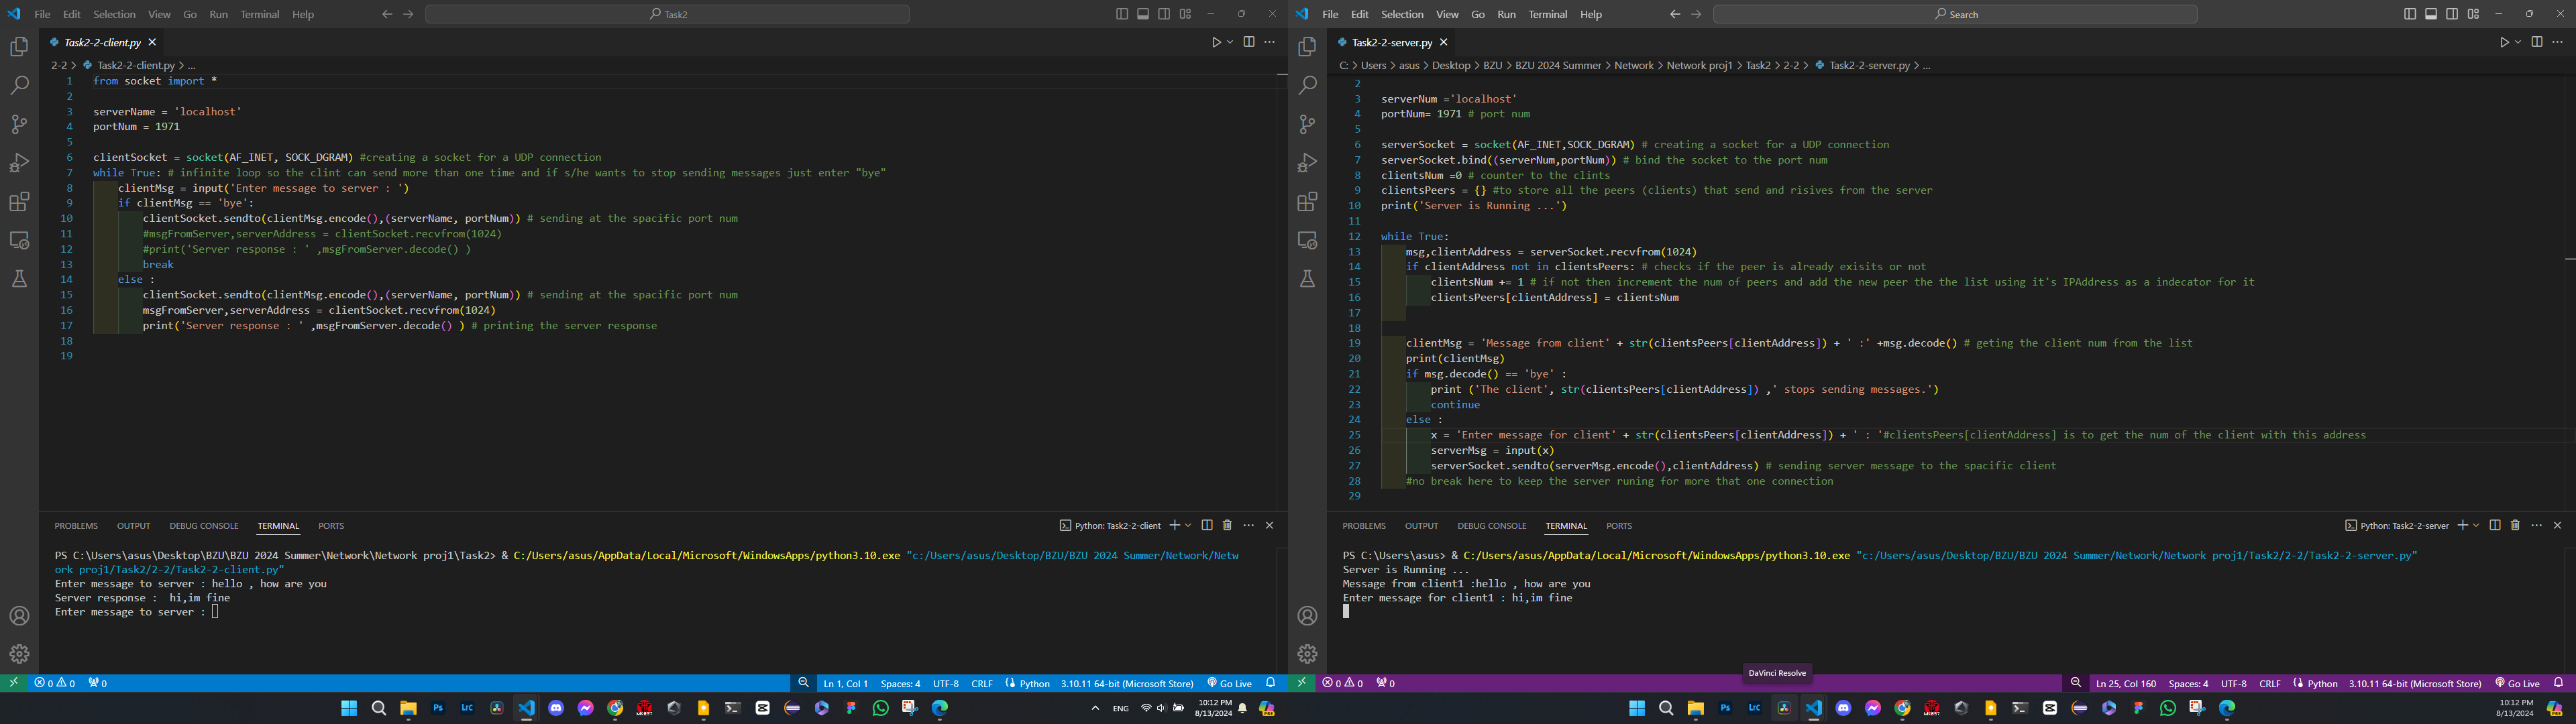 File Edit Selection View Go Run Terminal Help
Task2
Task2-2-client.py
2-2 > Task2-2-client.py > ...
1 from socket import *
2
3 serverName = 'localhost'
4 portNum = 1971
5
6 clientSocket = socket(AF_INET, SOCK_DGRAM) #creating a socket for a UDP connection
7 while True: # infinite loop so the clint can send more than one time and if s/he wants to stop sending messages just enter "bye"
8 clientMsg = input('Enter message to server : ')
9 if clientMsg == 'bye':
10 clientSocket.sendto(clientMsg.encode(),(serverName, portNum)) # sending at the spacific port num
11 #msgFromServer,serverAddress = clientSocket.recvfrom(1024)
12 #print('Server response : ' ,msgFromServer.decode() )
13 break
14 else :
15 clientSocket.sendto(clientMsg.encode(),(serverName, portNum)) # sending at the spacific port num
16 msgFromServer,serverAddress = clientSocket.recvfrom(1024)
17 print('Server response : ' ,msgFromServer.decode() ) # printing the server response
18
19
PROBLEMS OUTPUT DEBUG CONSOLE TERMINAL PORTS
Python: Task2-2-client
PS C:\Users\asus\Desktop\BZU\BZU 2024 Summer\Network\Network proj1\Task2> & C:/Users/asus/AppData/Local/Microsoft/WindowsApps/python3.10.exe "c:/Users/asus/Desktop/BZU/BZU 2024 Summer/Network/Netw
ork proj1/Task2/2-2/Task2-2-client.py"
Enter message to server : hello , how are you
Server response :  hi,im fine
Enter message to server :
0 0 0
Ln 1, Col 1 Spaces: 4 UTF-8 CRLF Python 3.10.11 64-bit (Microsoft Store) Go Live
ENG
10:12 PM
8/13/2024
File Edit Selection View Go Run Terminal Help
Search
Task2-2-server.py
C: > Users > asus > Desktop > BZU > BZU 2024 Summer > Network > Network proj1 > Task2 > 2-2 > Task2-2-server.py > ...
2
3 serverNum ='localhost'
4 portNum= 1971 # port num
5
6 serverSocket = socket(AF_INET,SOCK_DGRAM) # creating a socket for a UDP connection
7 serverSocket.bind((serverNum,portNum)) # bind the socket to the port num
8 clientsNum =0 # counter to the clints
9 clientsPeers = {} #to store all the peers (clients) that send and risives from the server
10 print('Server is Running ...')
11
12 while True:
13 msg,clientAddress = serverSocket.recvfrom(1024)
14 if clientAddress not in clientsPeers: # checks if the peer is already exisits or not
15 clientsNum += 1 # if not then increment the num of peers and add the new peer the the list using it's IPAddress as a indecator for it
16 clientsPeers[clientAddress] = clientsNum
17
18
19 clientMsg = 'Message from client' + str(clientsPeers[clientAddress]) + ' :' +msg.decode() # geting the client num from the list
20 print(clientMsg)
21 if msg.decode() == 'bye' :
22 print ('The client', str(clientsPeers[clientAddress]) ,' stops sending messages.')
23 continue
24 else :
25 x = 'Enter message for client' + str(clientsPeers[clientAddress]) + ' : '#clientsPeers[clientAddress] is to get the num of the client with this address
26 serverMsg = input(x)
27 serverSocket.sendto(serverMsg.encode(),clientAddress) # sending server message to the spacific client
28 #no break here to keep the server runing for more that one connection
29
PROBLEMS OUTPUT DEBUG CONSOLE TERMINAL PORTS
Python: Task2-2-server
PS C:\Users\asus> & C:/Users/asus/AppData/Local/Microsoft/WindowsApps/python3.10.exe "c:/Users/asus/Desktop/BZU/BZU 2024 Summer/Network/Network proj1/Task2/2-2/Task2-2-server.py"
Server is Running ...
Message from client1 :hello , how are you
Enter message for client1 : hi,im fine
DaVinci Resolve
0 0 0
Ln 25, Col 160 Spaces: 4 UTF-8 CRLF Python 3.10.11 64-bit (Microsoft Store) Go Live
Ps Lrc
10:12 PM
8/13/2024